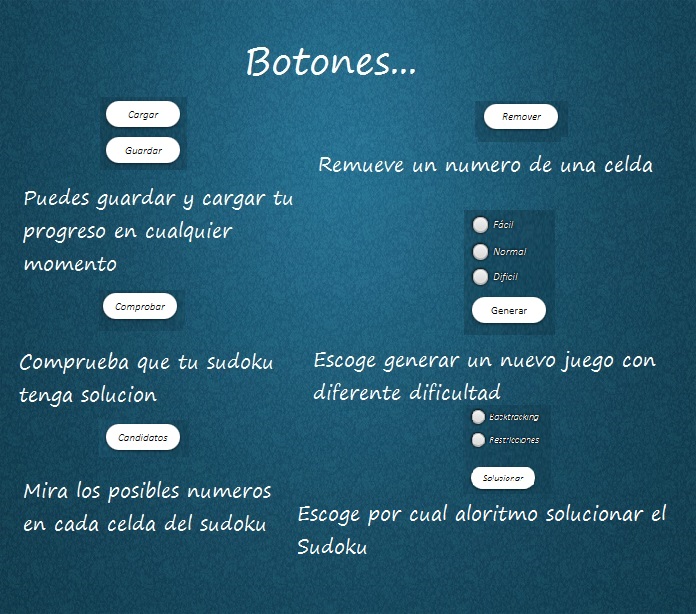 Botones...
Cargar
Guardar
Puedes guardar y cargar tu
progreso en cualquier
momento
Comprobar
Comprueba que tu sudoku
tenga solucion
Candidatos
Mira los posibles numeros
en cada celda del sudoku
Remover
Remueve un numero de una celda
Fácil
Normal
Dificil
Generar
Escoge generar un nuevo juego con
diferente dificultad
Backtracking
Restricciones
Solucionar
Escoge por cual aloritmo solucionar el
Sudoku